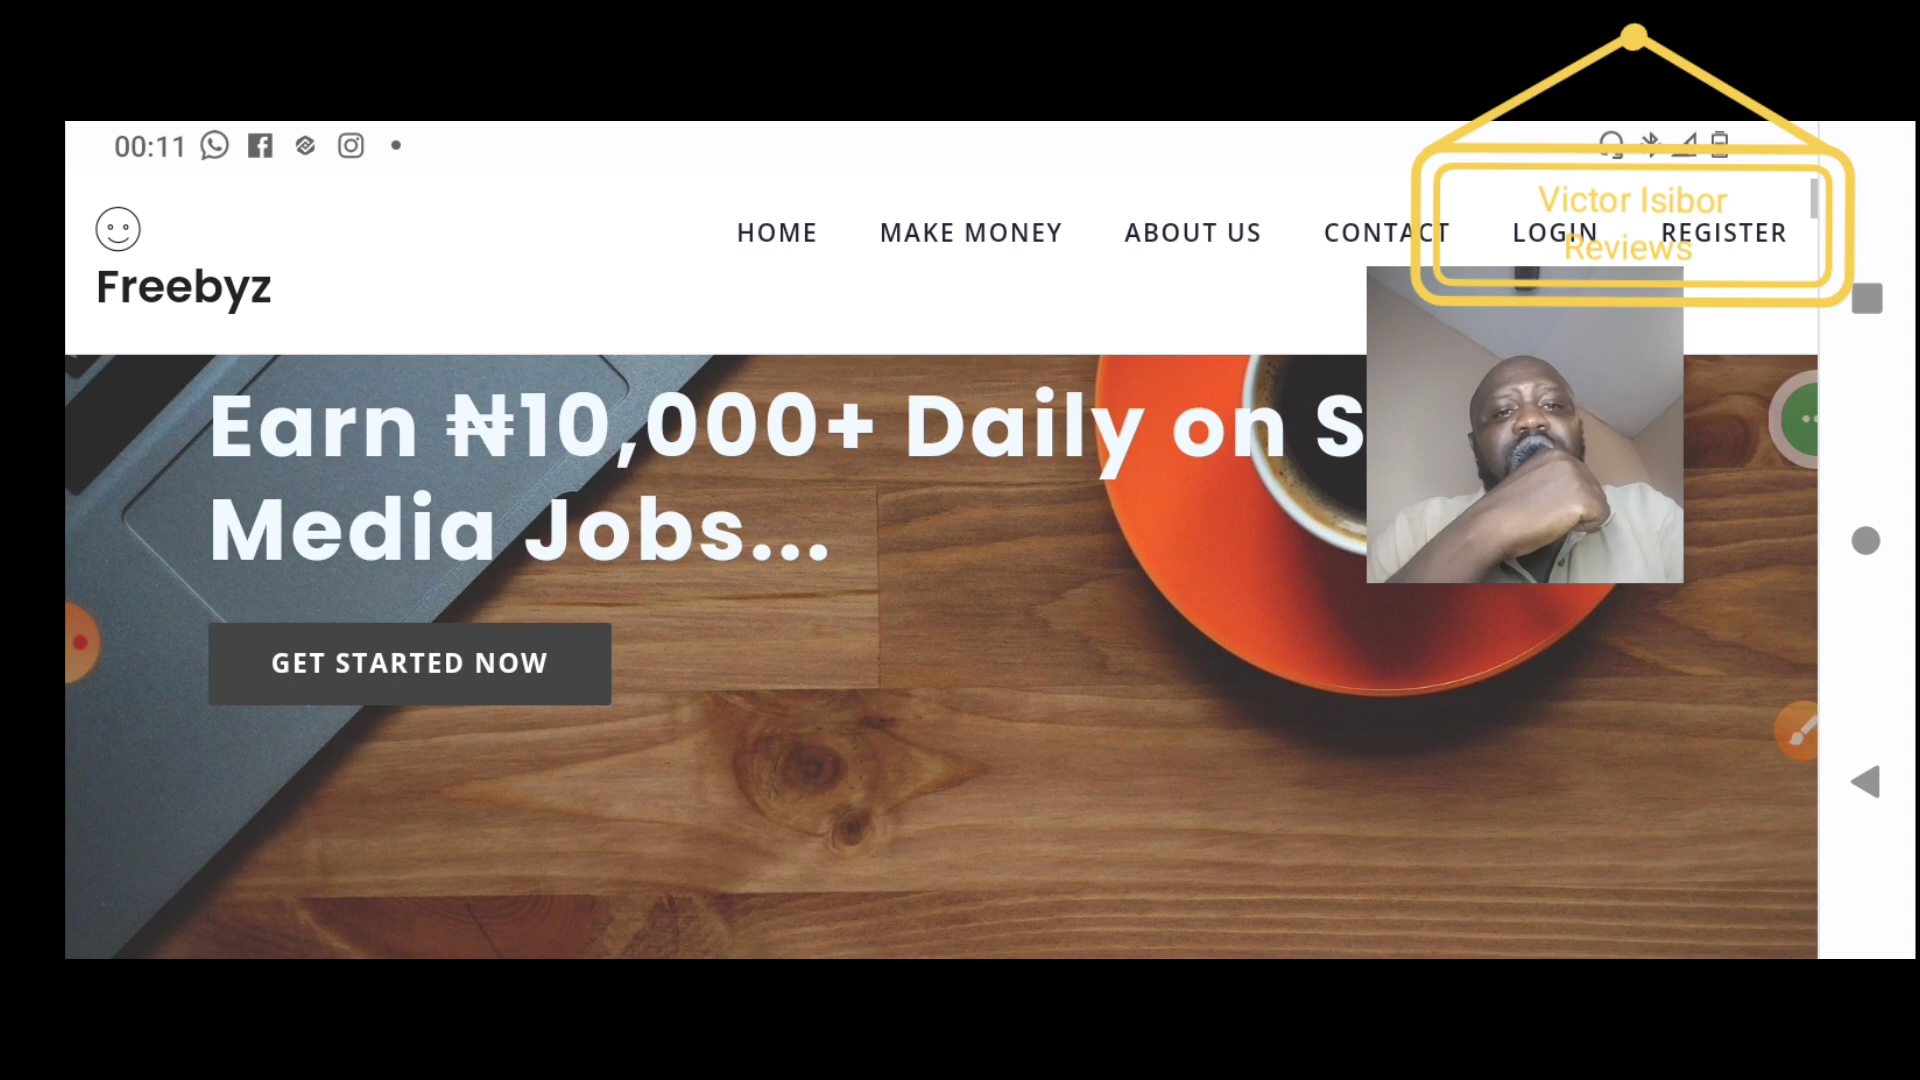 00:11
Victor Isibor
Reviews
HOME MAKE MONEY ABOUT US CONTACT LOGIN REGISTER
Freebyz
Earn ₦10,000+ Daily on S
Media Jobs...
GET STARTED NOW